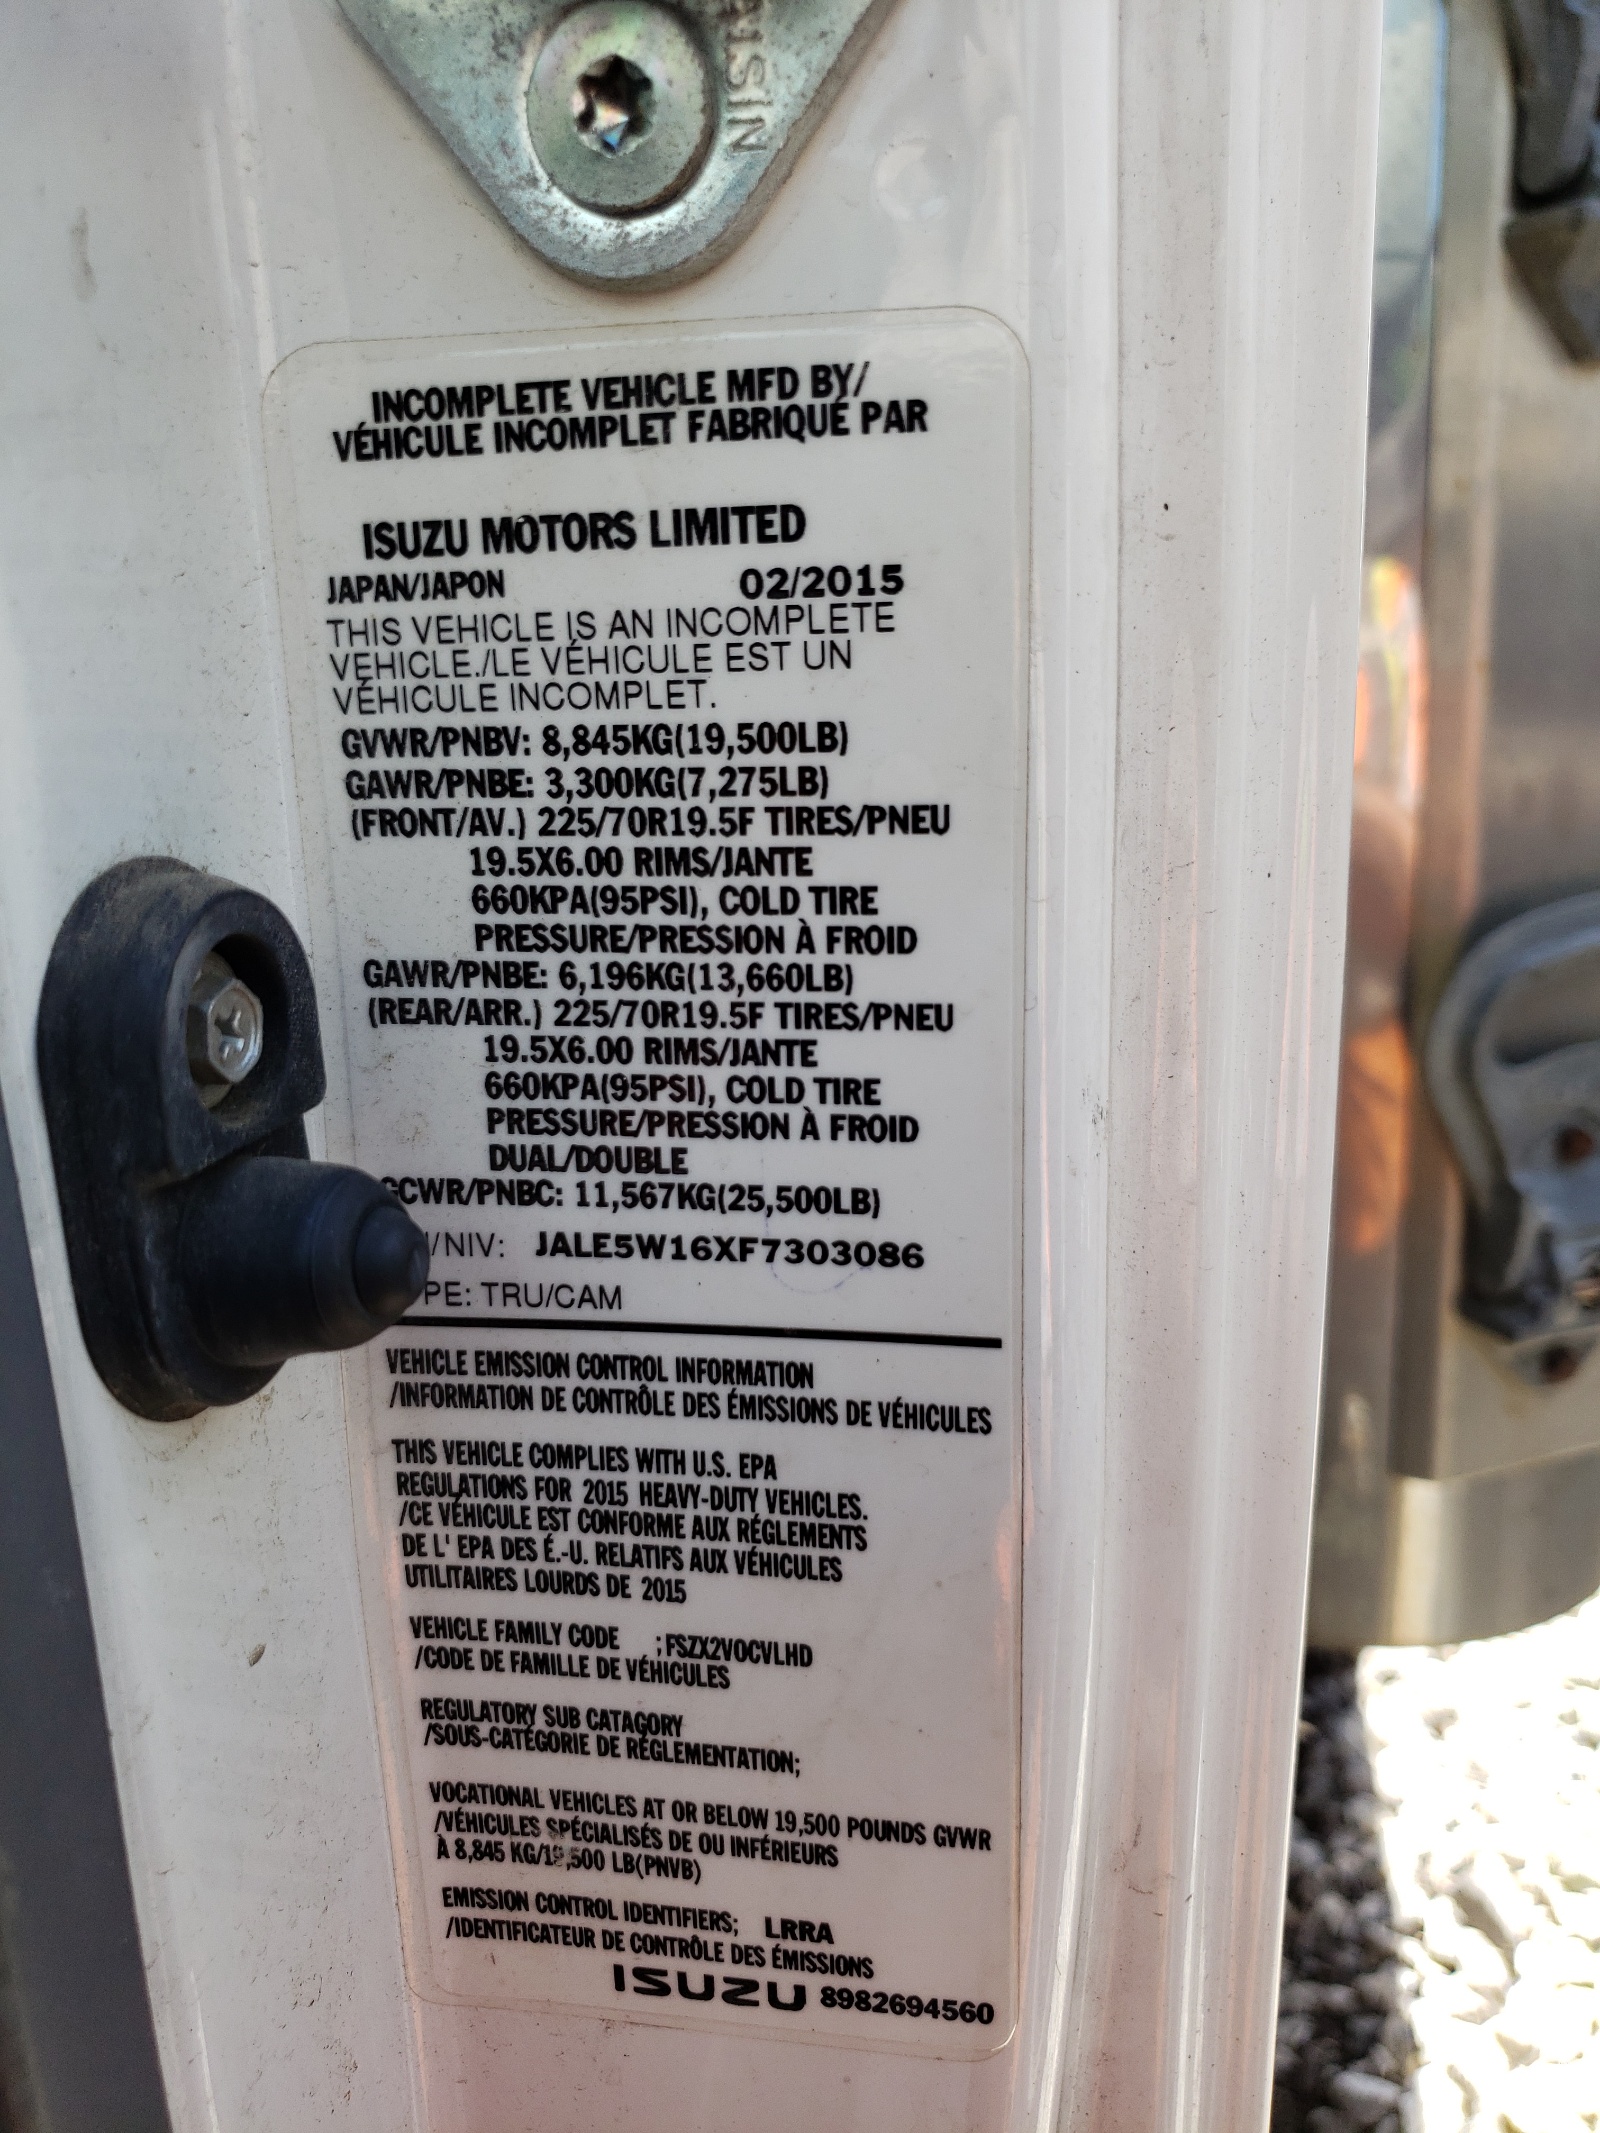 INCOMPLETE VEHICLE MFD BY/
VÉHICULE INCOMPLET FABRIQUÉ PAR
ISUZU MOTORS LIMITED
JAPAN/JAPON 02/2015
THIS VEHICLE IS AN INCOMPLETE
VEHICLE./LE VÉHICULE EST UN
VÉHICULE INCOMPLET.
GVWR/PNBV: 8,845KG(19,500LB)
GAWR/PNBE: 3,300KG(7,275LB)
(FRONT/AV.) 225/70R19.5F TIRES/PNEU
19.5X6.00 RIMS/JANTE
660KPA(95PSI), COLD TIRE
PRESSURE/PRESSION À FROID
GAWR/PNBE: 6,196KG(13,660LB)
(REAR/ARR.) 225/70R19.5F TIRES/PNEU
19.5X6.00 RIMS/JANTE
660KPA(95PSI), COLD TIRE
PRESSURE/PRESSION À FROID
DUAL/DOUBLE
GCWR/PNBC: 11,567KG(25,500LB)
/NIV: JALE5W16XF7303086
PE: TRU/CAM
VEHICLE EMISSION CONTROL INFORMATION
/INFORMATION DE CONTRÔLE DES ÉMISSIONS DE VÉHICULES
THIS VEHICLE COMPLIES WITH U.S. EPA
REGULATIONS FOR 2015 HEAVY-DUTY VEHICLES.
/CE VÉHICULE EST CONFORME AUX RÉGLEMENTS
DE L' EPA DES É.-U. RELATIFS AUX VÉHICULES
UTILITAIRES LOURDS DE 2015
VEHICLE FAMILY CODE ;FSZX2VOCVLHD
/CODE DE FAMILLE DE VÉHICULES
REGULATORY SUB CATAGORY
/SOUS-CATÉGORIE DE RÉGLEMENTATION;
VOCATIONAL VEHICLES AT OR BELOW 19,500 POUNDS GVWR
/VÉHICULES SPÉCIALISÉS DE OU INFÉRIEURS
À 8,845 KG/19,500 LB(PNVB)
EMISSION CONTROL IDENTIFIERS; LRRA
/IDENTIFICATEUR DE CONTRÔLE DES ÉMISSIONS
ISUZU 8982694560